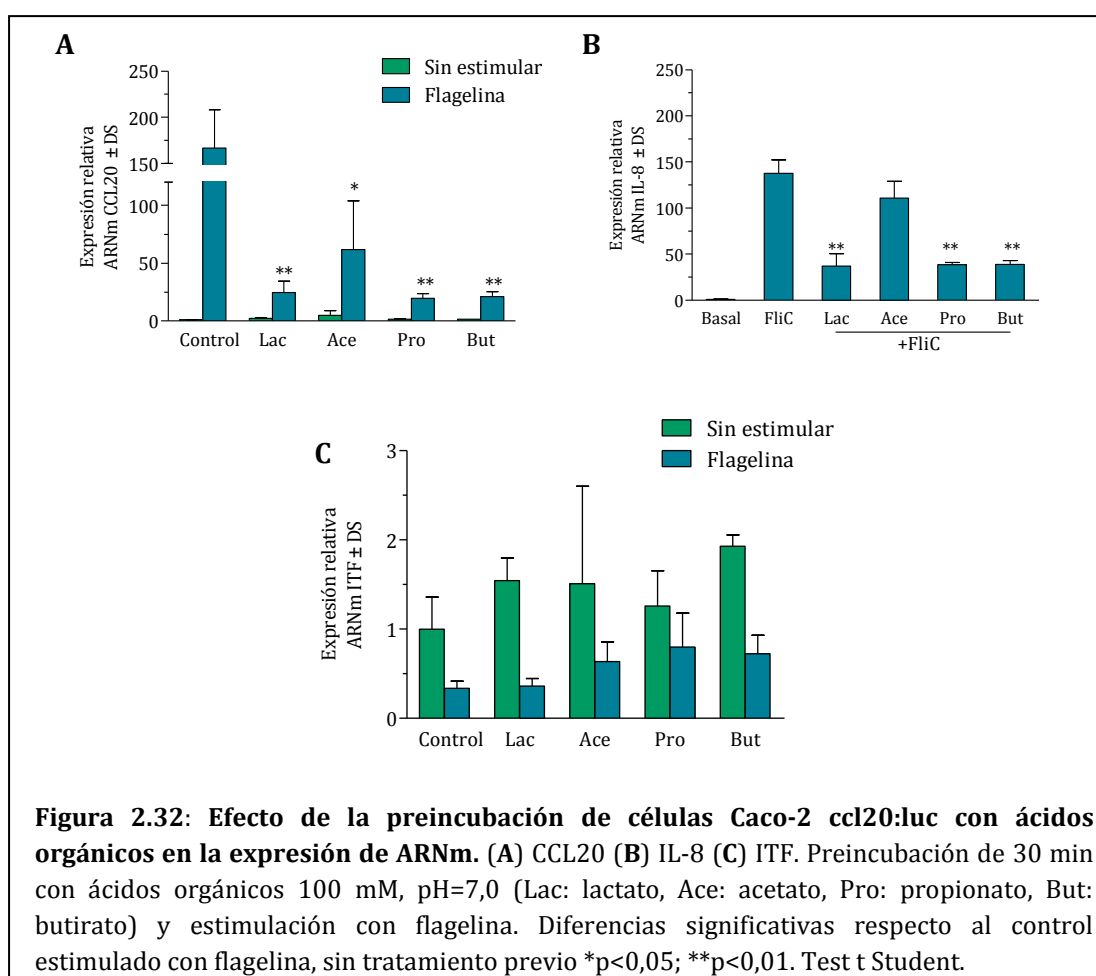 A
Sin estimular
Flagelina
Expresión relativa
ARNm CCL20 ± DS
250
200
150
100
50
0
Control Lac Ace Pro But
** * ** **
B
Expresión relativa
ARNm IL-8 ± DS
250
200
150
100
50
0
** ** **
Basal FliC Lac Ace Pro But
+FliC
C
Sin estimular
Flagelina
Expresión relativa
ARNm ITF ± DS
3
2
1
0
Control Lac Ace Pro But
Figura 2.32: Efecto de la preincubación de células Caco-2 ccl20:luc con ácidos
orgánicos en la expresión de ARNm. (A) CCL20 (B) IL-8 (C) ITF. Preincubación de 30 min
con ácidos orgánicos 100 mM, pH=7,0 (Lac: lactato, Ace: acetato, Pro: propionato, But:
butirato) y estimulación con flagelina. Diferencias significativas respecto al control
estimulado con flagelina, sin tratamiento previo *p<0,05; **p<0,01. Test t Student.